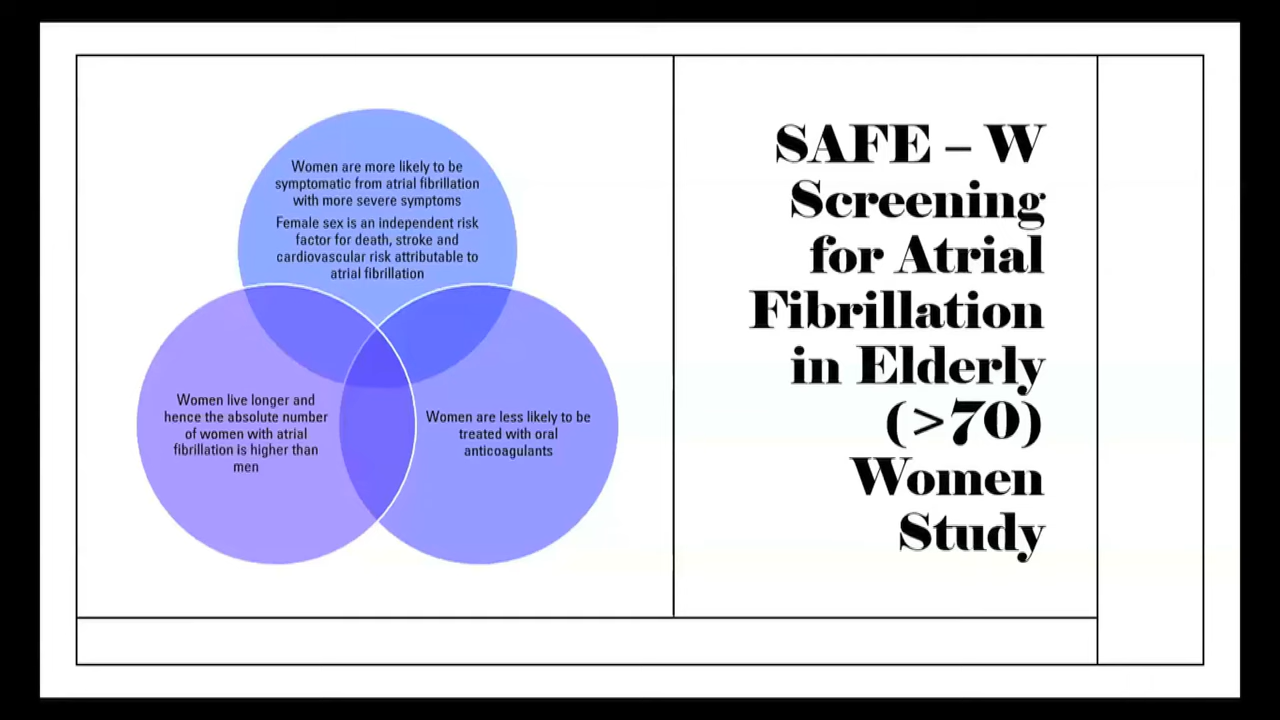 Women are more likely to be
symptomatic from atrial fibrillation
with more severe symptoms
Female sex is an independent risk
factor for death, stroke and
cardiovascular risk attributable to
atrial fibrillation
Women live longer and
hence the absolute number
of women with atrial
fibrillation is higher than
men
Women are less likely to be
treated with oral
anticoagulants
SAFE – W
Screening
for Atrial
Fibrillation
in Elderly
(>70)
Women
Study